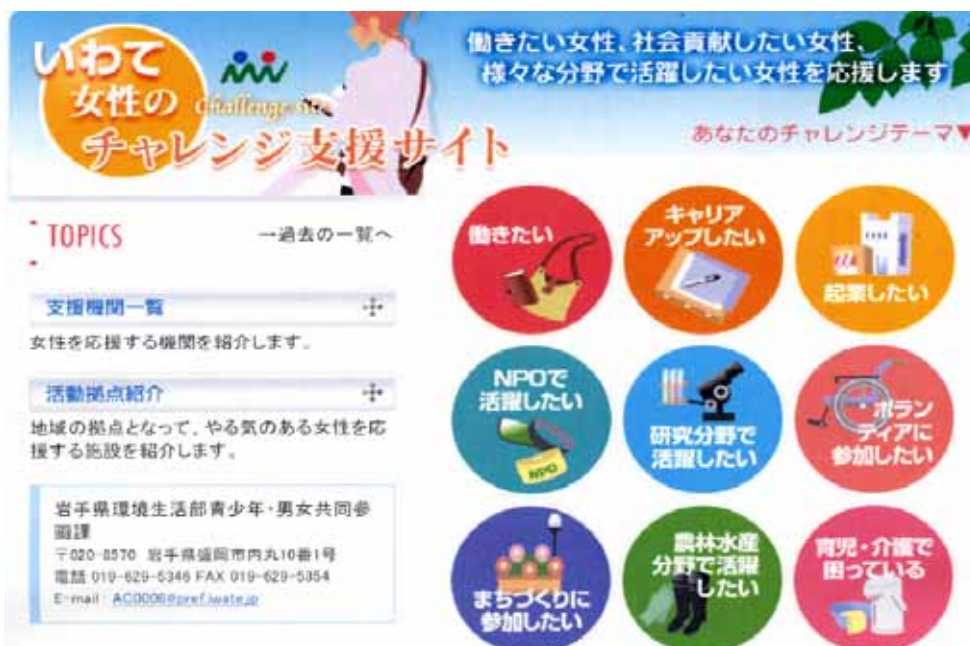 いわて
女性の
Challenge site
チャレンジ支援サイト
働きたい女性、社会貢献したい女性、
様々な分野で活躍したい女性を応援します
あなたのチャレンジテーマ▼
TOPICS
→過去の一覧へ
支援機関一覧
女性を応援する機関を紹介します。
活動拠点紹介
地域の拠点となって、やる気のある女性を応
援する施設を紹介します。
岩手県環境生活部青少年・男女共同参
画課
〒020-8570 岩手県盛岡市内丸10番1号
電話 019-629-5346 FAX 019-629-5354
E-mail : AC0006@pref.iwate.jp
働きたい
キャリア
アップしたい
起業したい
NPOで
活躍したい
NPO
研究分野で
活躍したい
ボラン
ティアに
参加したい
まちづくりに
参加したい
農林水産
分野で活躍
したい
育児・介護で
困っている